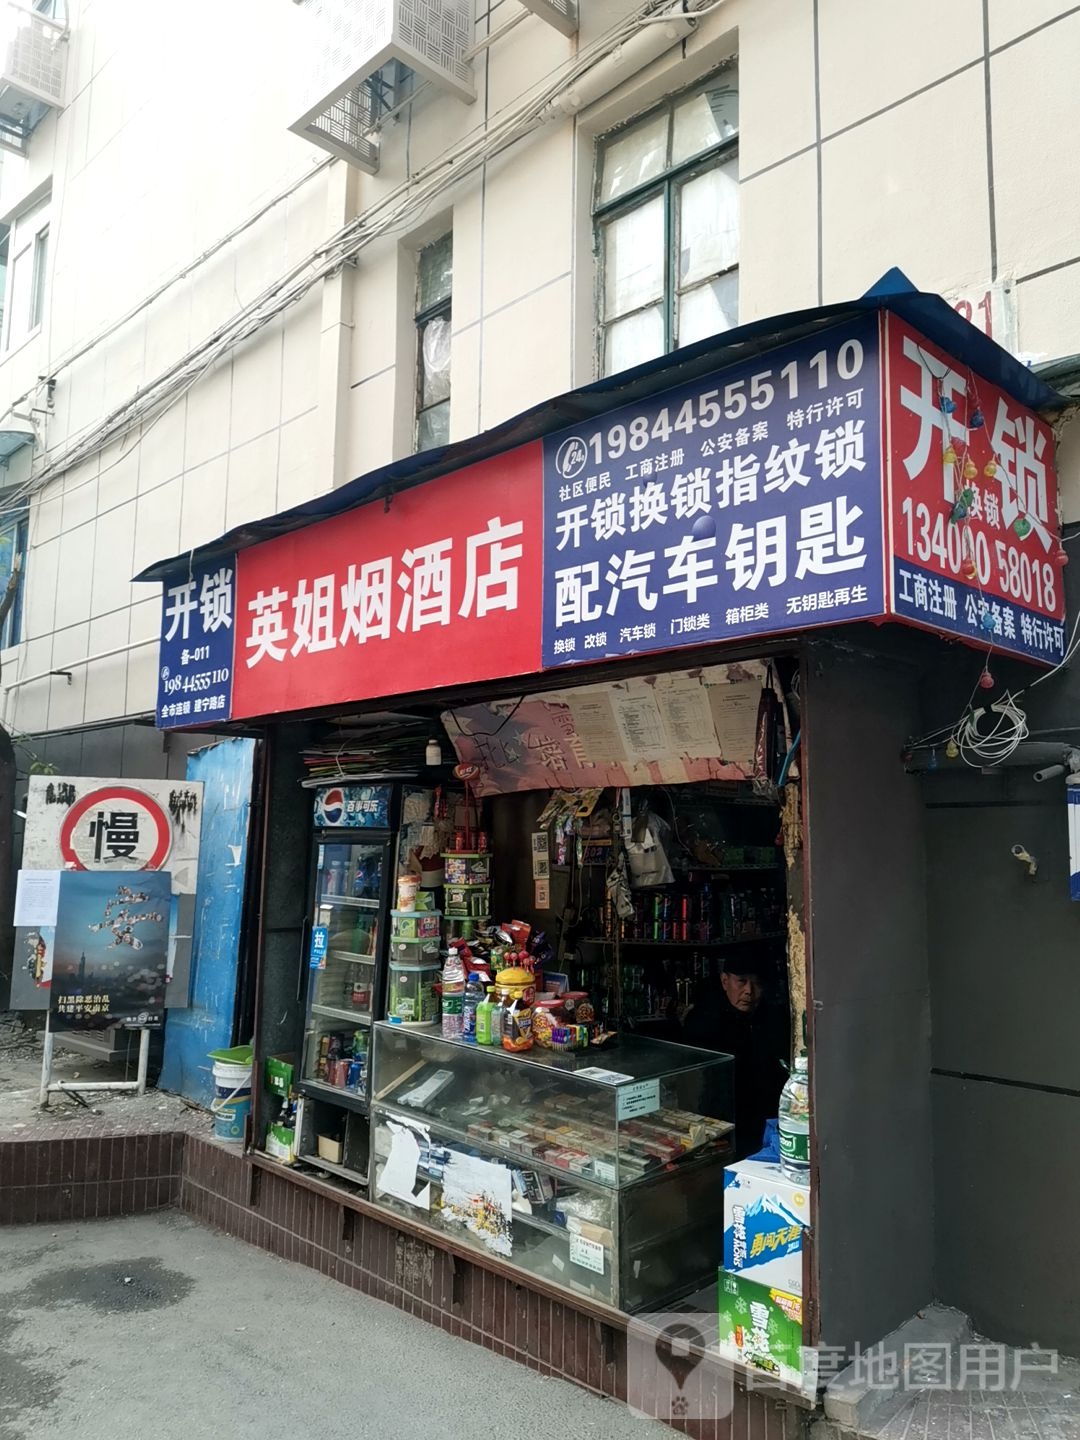 开锁
备-011
19844555110
全市连锁 建宁路店
英姐烟酒店
24
19844555110
社区便民 工商注册 公安备案 特行许可
开锁换锁指纹锁
配汽车钥匙
换锁 改锁 汽车锁 门锁类 箱柜类 无钥匙再生
开锁
换锁
工商注册 公安备案 特行许可
慢
扫黑除恶治乱
共建平安南京
百事可乐
拉
雪花
勇闯天涯
雪花
百度地图用户